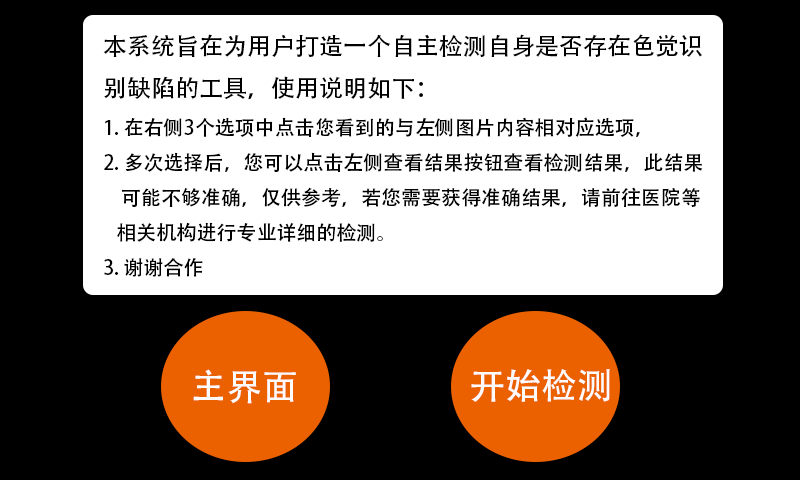 本系统旨在为用户打造一个自主检测自身是否存在色觉识
别缺陷的工具，使用说明如下：
1. 在右侧3个选项中点击您看到的与左侧图片内容相对应选项，
2. 多次选择后，您可以点击左侧查看结果按钮查看检测结果，此结果
可能不够准确，仅供参考，若您需要获得准确结果，请前往医院等
相关机构进行专业详细的检测。
3. 谢谢合作
主界面
开始检测